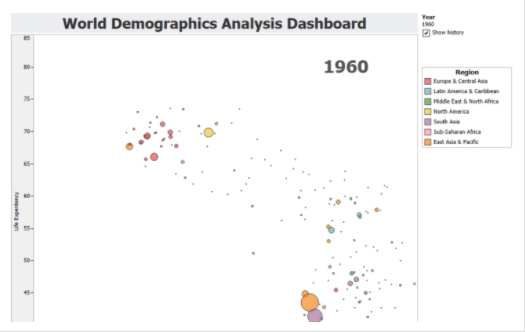 World Demographics Analysis Dashboard
Year
1960
Show history
1960
Region
Europe & Central Asia
Latin America & Caribbean
Middle East & North Africa
North America
South Asia
Sub-Saharan Africa
East Asia & Pacific
Life Expentency
85
80
75
70
65
60
55
50
45